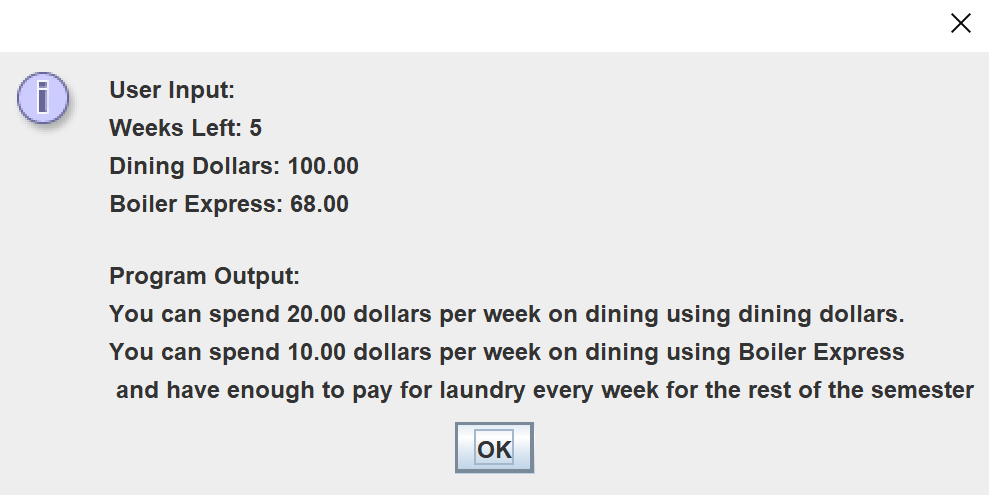 User Input:
Weeks Left: 5
Dining Dollars: 100.00
Boiler Express: 68.00
Program Output:
You can spend 20.00 dollars per week on dining using dining dollars.
You can spend 10.00 dollars per week on dining using Boiler Express
and have enough to pay for laundry every week for the rest of the semester
OK